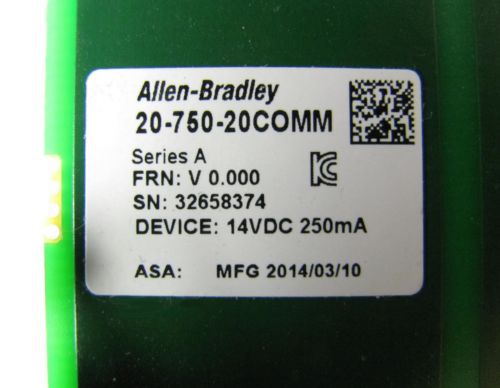 Allen-Bradley
20-750-20COMM
Series A
FRN: V 0.000
SN: 32658374
DEVICE: 14VDC 250mA
ASA: MFG 2014/03/10